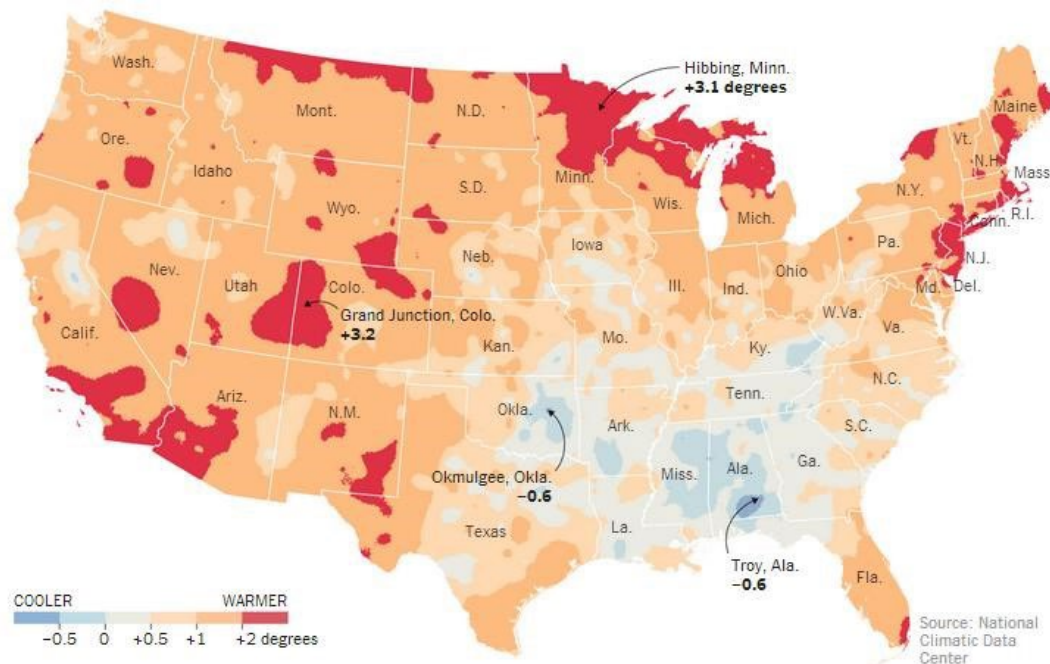 Wash.
Mont.
N.D.
Hibbing, Minn.
+3.1 degrees
Maine
Ore.
Idaho
Vt.
N.H.
Minn.
S.D.
Wyo.
Wis.
Mich.
N.Y.
Mass.
Conn.
R.I.
Iowa
Neb.
Pa.
N.J.
Nev.
Utah
Colo.
Ill.
Ind.
Ohio
Md.
Del.
Grand Junction, Colo.
+3.2
Calif.
Kan.
Mo.
W.Va.
Va.
Ky.
Ariz.
N.M.
Okla.
Ark.
Tenn.
N.C.
S.C.
Okmulgee, Okla.
−0.6
Miss.
Ala.
Ga.
Texas
La.
Troy, Ala.
−0.6
Fla.
COOLER WARMER
−0.5 0 +0.5 +1 +2 degrees
Source: National
Climatic Data
Center